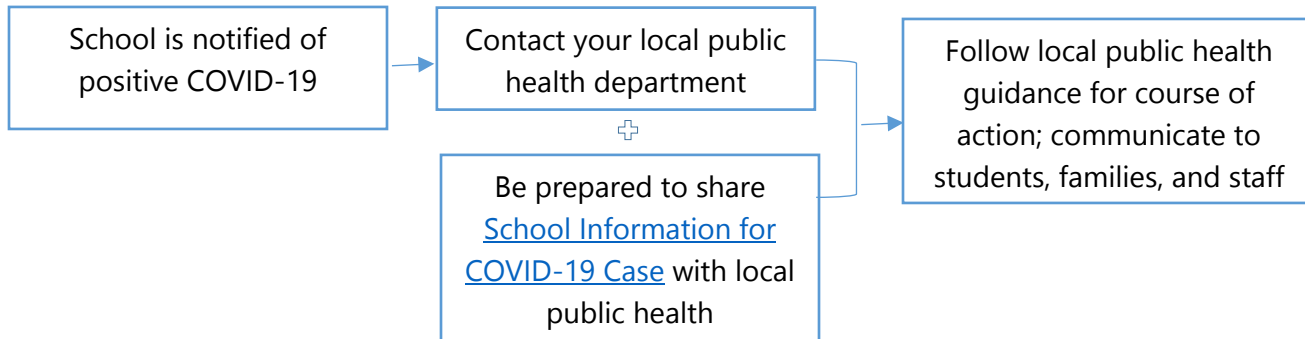 School is notified of
positive COVID-19
Contact your local public
health department
Be prepared to share
School Information for
COVID-19 Case with local
public health
Follow local public health
guidance for course of
action; communicate to
students, families, and staff